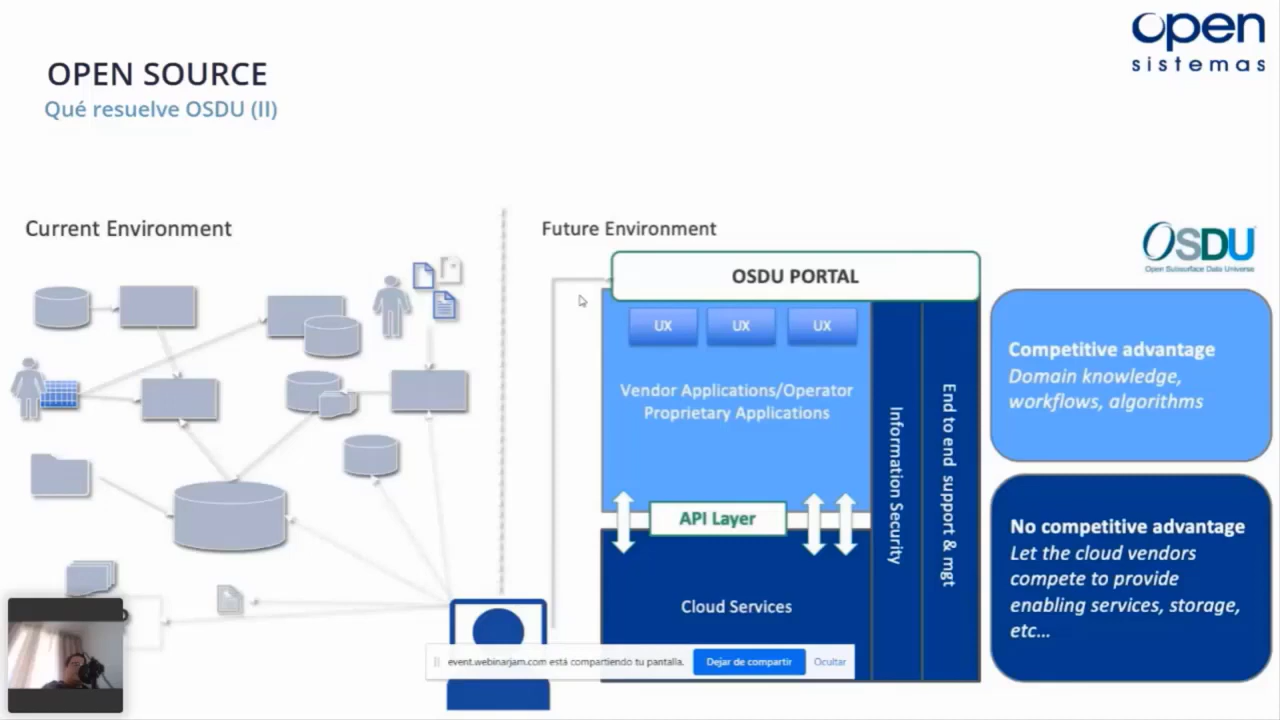 open
sistemas
OPEN SOURCE
Qué resuelve OSDU (II)
Current Environment
Future Environment
OSDU
Open Subsurface Data Universe
OSDU PORTAL
UX UX UX
Vendor Applications/Operator
Proprietary Applications
API Layer
Cloud Services
Information Security
End to end support & mgt
Competitive advantage
Domain knowledge,
workflows, algorithms
No competitive advantage
Let the cloud vendors
compete to provide
enabling services, storage,
etc...
event.webinarjam.com está compartiendo tu pantalla. Dejar de compartir Ocultar